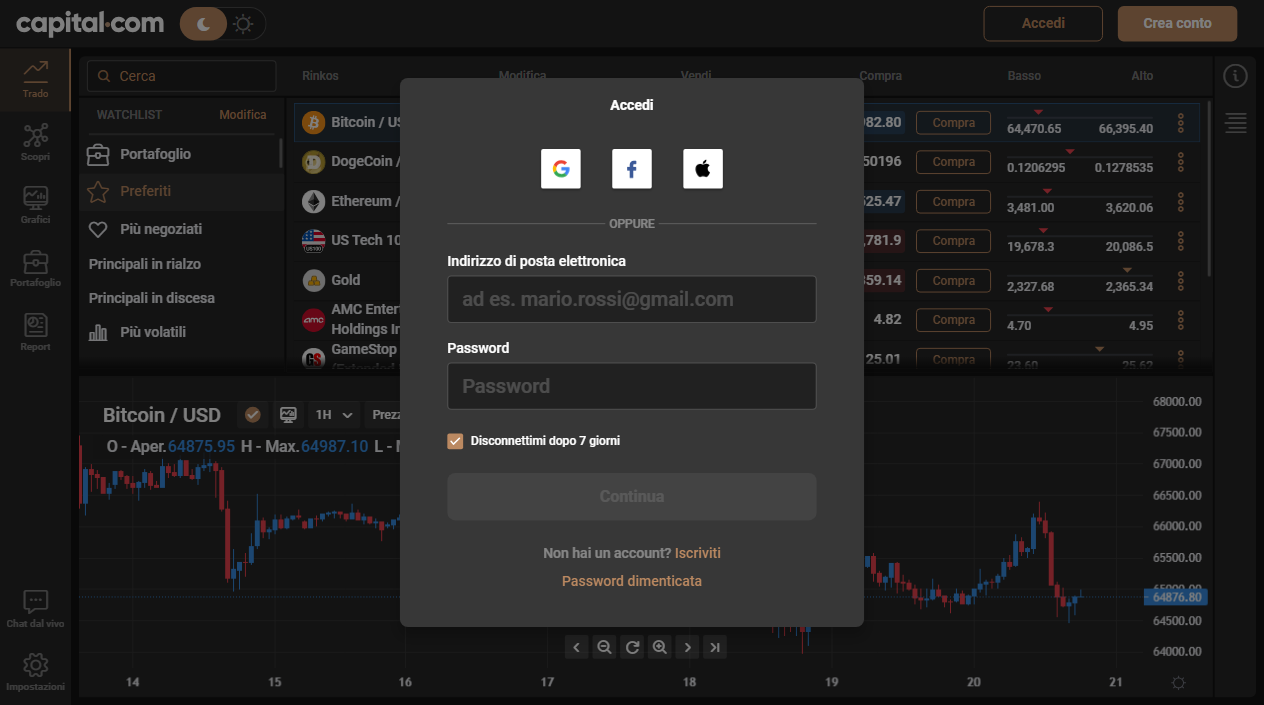 capital.com
Accedi
Crea conto
Trado
Scopri
Grafici
Portafoglio
Report
Chat dal vivo
Impostazioni
Cerca
WATCHLIST
Modifica
Portafoglio
Preferiti
Più negoziati
Principali in rialzo
Principali in discesa
Più volatili
Rinkos
Modifica
Vendi
Compra
Basso
Alto
Bitcoin / US
982.80
Compra
64,470.65
66,395.40
DogeCoin /
50196
Compra
0.1206295
0.1278535
Ethereum /
525.47
Compra
3,481.00
3,620.06
US Tech 10
,781.9
Compra
19,678.3
20,086.5
Gold
359.14
Compra
2,327.68
2,365.34
AMC Enter
Holdings In
4.82
Compra
4.70
4.95
GameStop
(Extended
25.01
Compra
23.60
25.62
Accedi
OPPURE
Indirizzo di posta elettronica
ad es. mario.rossi@gmail.com
Password
Password
Disconnettimi dopo 7 giorni
Continua
Non hai un account? Iscriviti
Password dimenticata
Bitcoin / USD
1H
Prezz
O - Aper.64875.95 H - Max.64987.10 L -
68000.00
67500.00
67000.00
66500.00
66000.00
65500.00
65000.00
64876.80
64500.00
64000.00
14
15
16
17
18
19
20
21